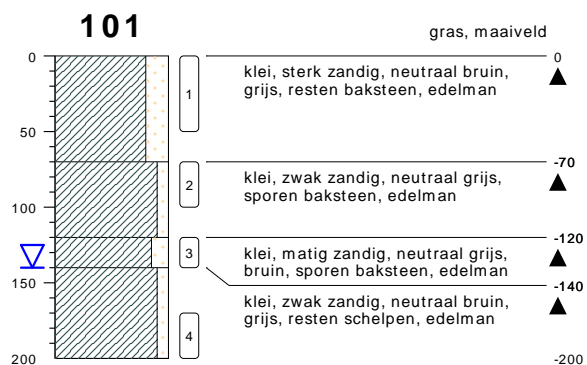 101
gras, maaiveld
0
0
klei, sterk zandig, neutraal bruin,
grijs, resten baksteen, edelman
1
50
-70
klei, zwak zandig, neutraal grijs,
sporen baksteen, edelman
2
100
-120
klei, matig zandig, neutraal grijs,
bruin, sporen baksteen, edelman
3
-140
150
klei, zwak zandig, neutraal bruin,
grijs, resten schelpen, edelman
4
200
-200